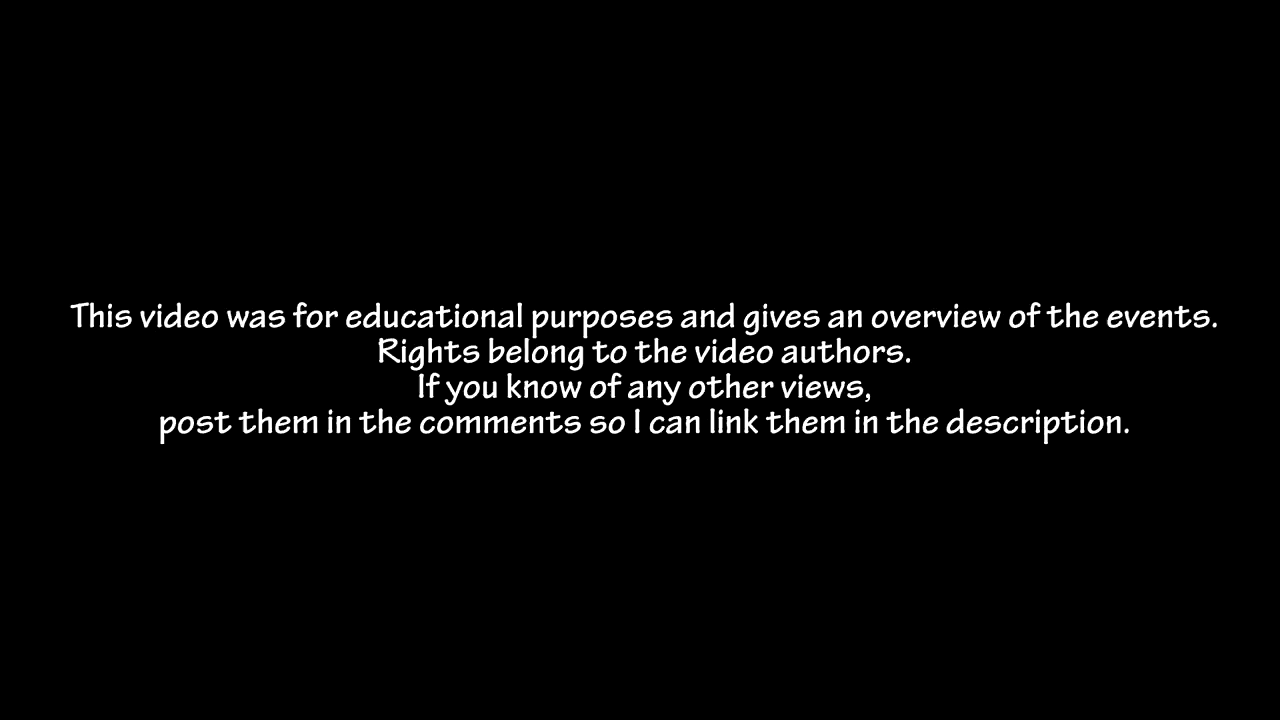 This video was for educational purposes and gives an overview of the events.
Rights belong to the video authors.
If you know of any other views,
post them in the comments so I can link them in the description.